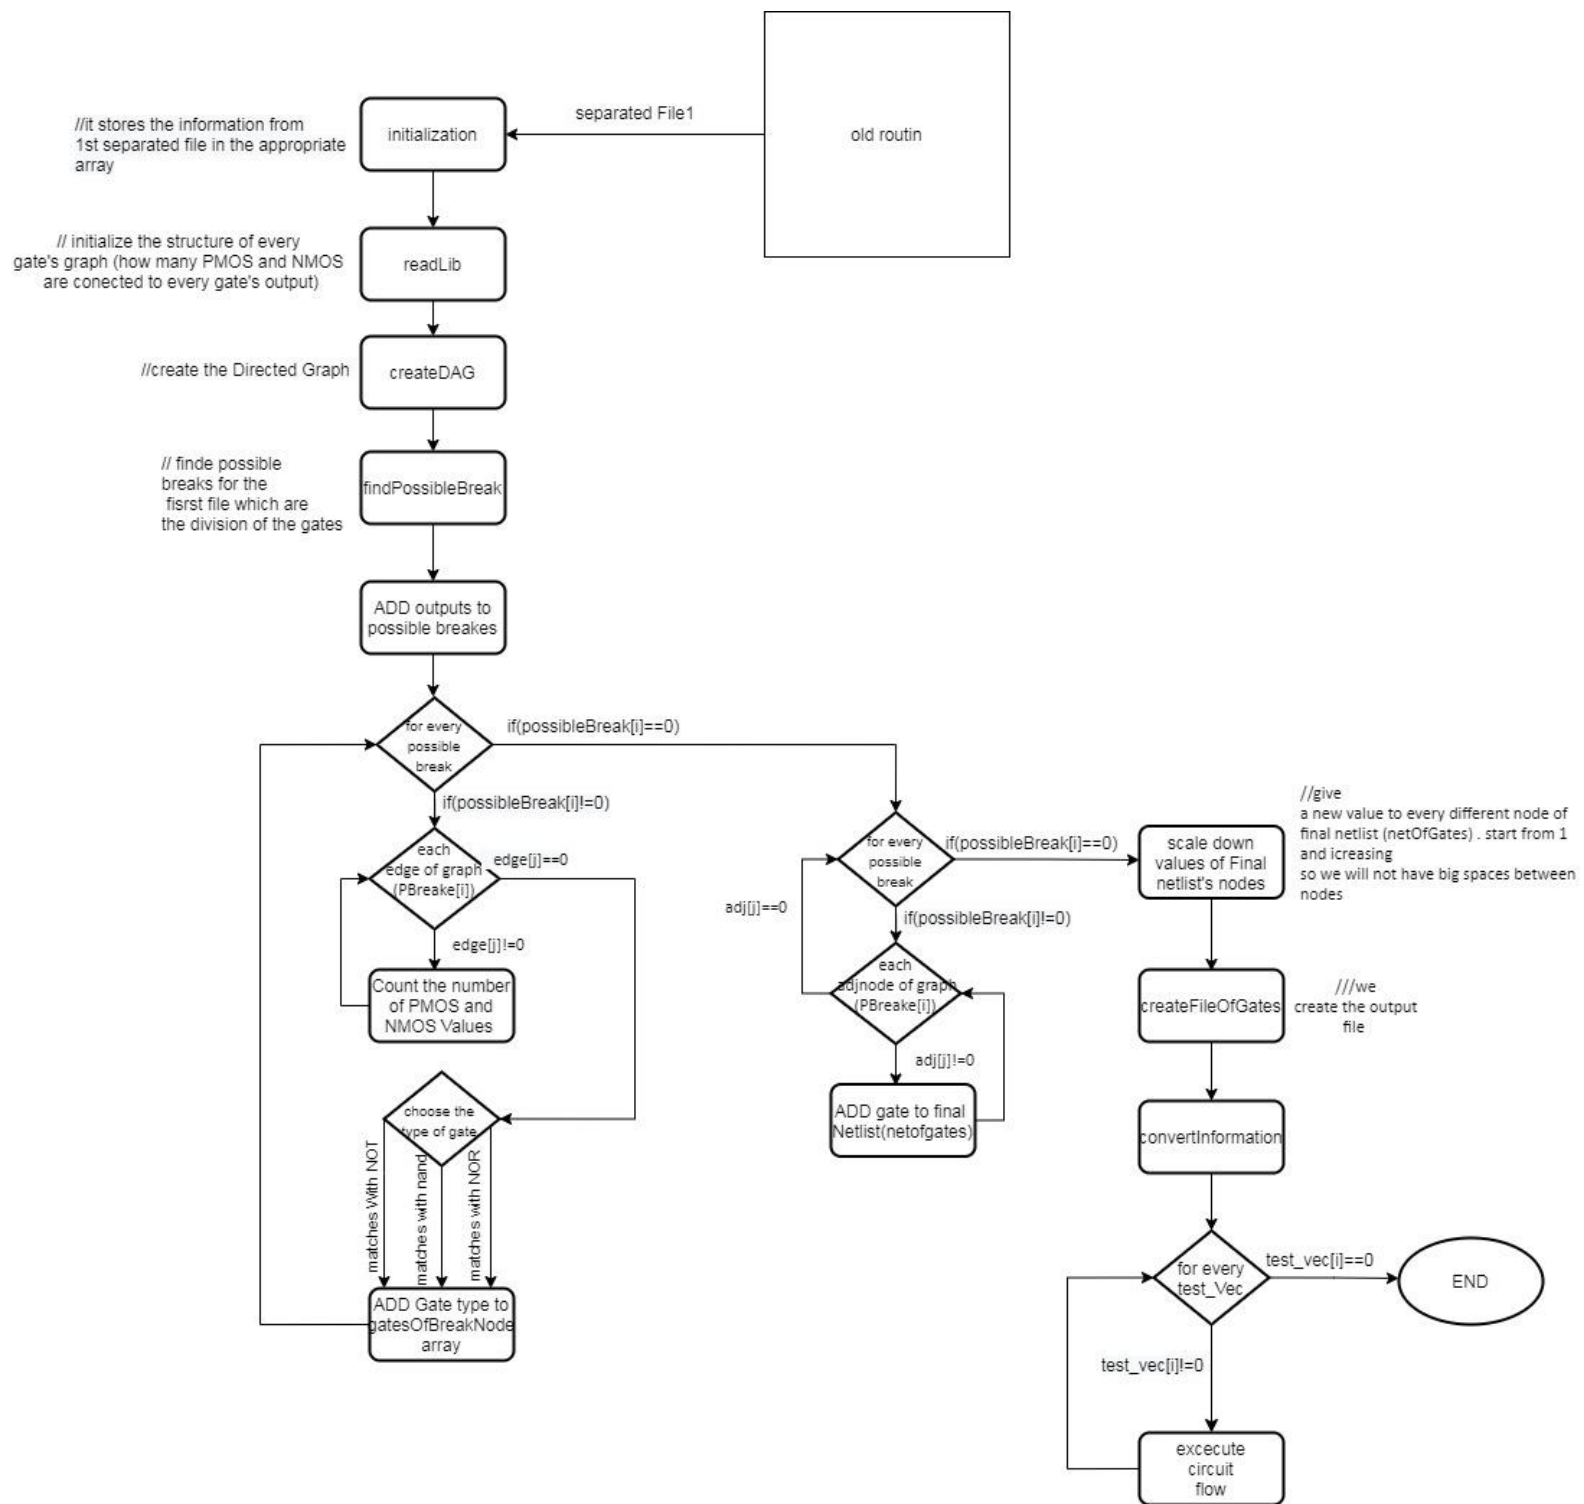 separated File1
old routin
//it stores the information from
1st separated file in the appropriate
array
initialization
// initialize the structure of every
gate's graph (how many PMOS and NMOS
are conected to every gate's output)
readLib
//create the Directed Graph
createDAG
// finde possible
breaks for the
fisrst file which are
the division of the gates
findPossibleBreak
ADD outputs to
possible breakes
for every
possible
break
if(possibleBreak[i]==0)
if(possibleBreak[i]!=0)
each
edge of graph
(PBreake[i])
edge[j]==0
edge[j]!=0
Count the number
of PMOS and
NMOS Values
choose the
type of gate
matches With NOT
matches with nand
matches with NOR
ADD Gate type to
gatesOfBreakNode
array
for every
possible
break
if(possibleBreak[i]==0)
if(possibleBreak[i]!=0)
adj[j]==0
each
adjnode of graph
(PBreake[i])
adj[j]!=0
ADD gate to final
Netlist(netofgates)
scale down
values of Final
netlist's nodes
//give
a new value to every different node of
final netlist (netOfGates) . start from 1
and icreasing
so we will not have big spaces between
nodes
createFileOfGates
///we
create the output
file
convertInformation
for every
test_Vec
test_vec[i]==0
END
test_vec[i]!=0
excecute
circuit
flow